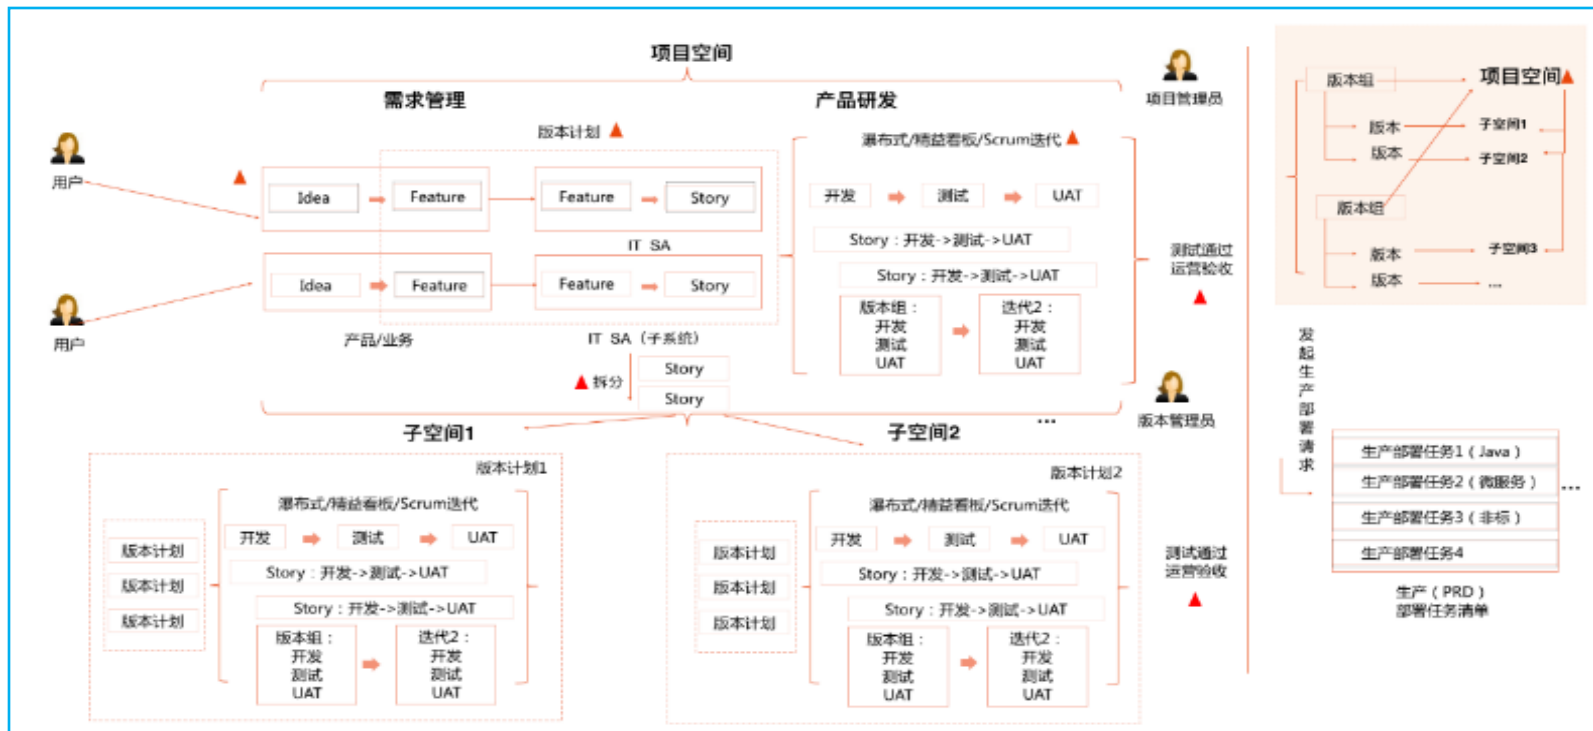 项目空间
需求管理
产品研发
项目管理员
版本计划
瀑布式/精益看板/Scrum迭代
用户
Idea
Feature
Feature
Story
开发
测试
UAT
IT SA
Story：开发->测试->UAT
Story：开发->测试->UAT
测试通过
运营验收
用户
Idea
Feature
Feature
Story
产品/业务
IT SA（子系统）
版本组：
开发
测试
UAT
迭代2：
开发
测试
UAT
拆分
Story
Story
...
版本管理员
子空间1
子空间2
版本计划1
瀑布式/精益看板/Scrum迭代
版本计划
版本计划
版本计划
开发
测试
UAT
Story：开发->测试->UAT
Story：开发->测试->UAT
版本组：
开发
测试
UAT
迭代2：
开发
测试
UAT
版本计划2
瀑布式/精益看板/Scrum迭代
版本计划
版本计划
版本计划
开发
测试
UAT
Story：开发->测试->UAT
Story：开发->测试->UAT
版本组：
开发
测试
UAT
迭代2：
开发
测试
UAT
测试通过
运营验收
版本组
项目空间
版本
子空间1
版本
子空间2
版本组
版本
子空间3
版本
...
发起生产部署请求
生产部署任务1（Java）
生产部署任务2（微服务）
生产部署任务3（非标）
生产部署任务4
...
生产（PRD）
部署任务清单